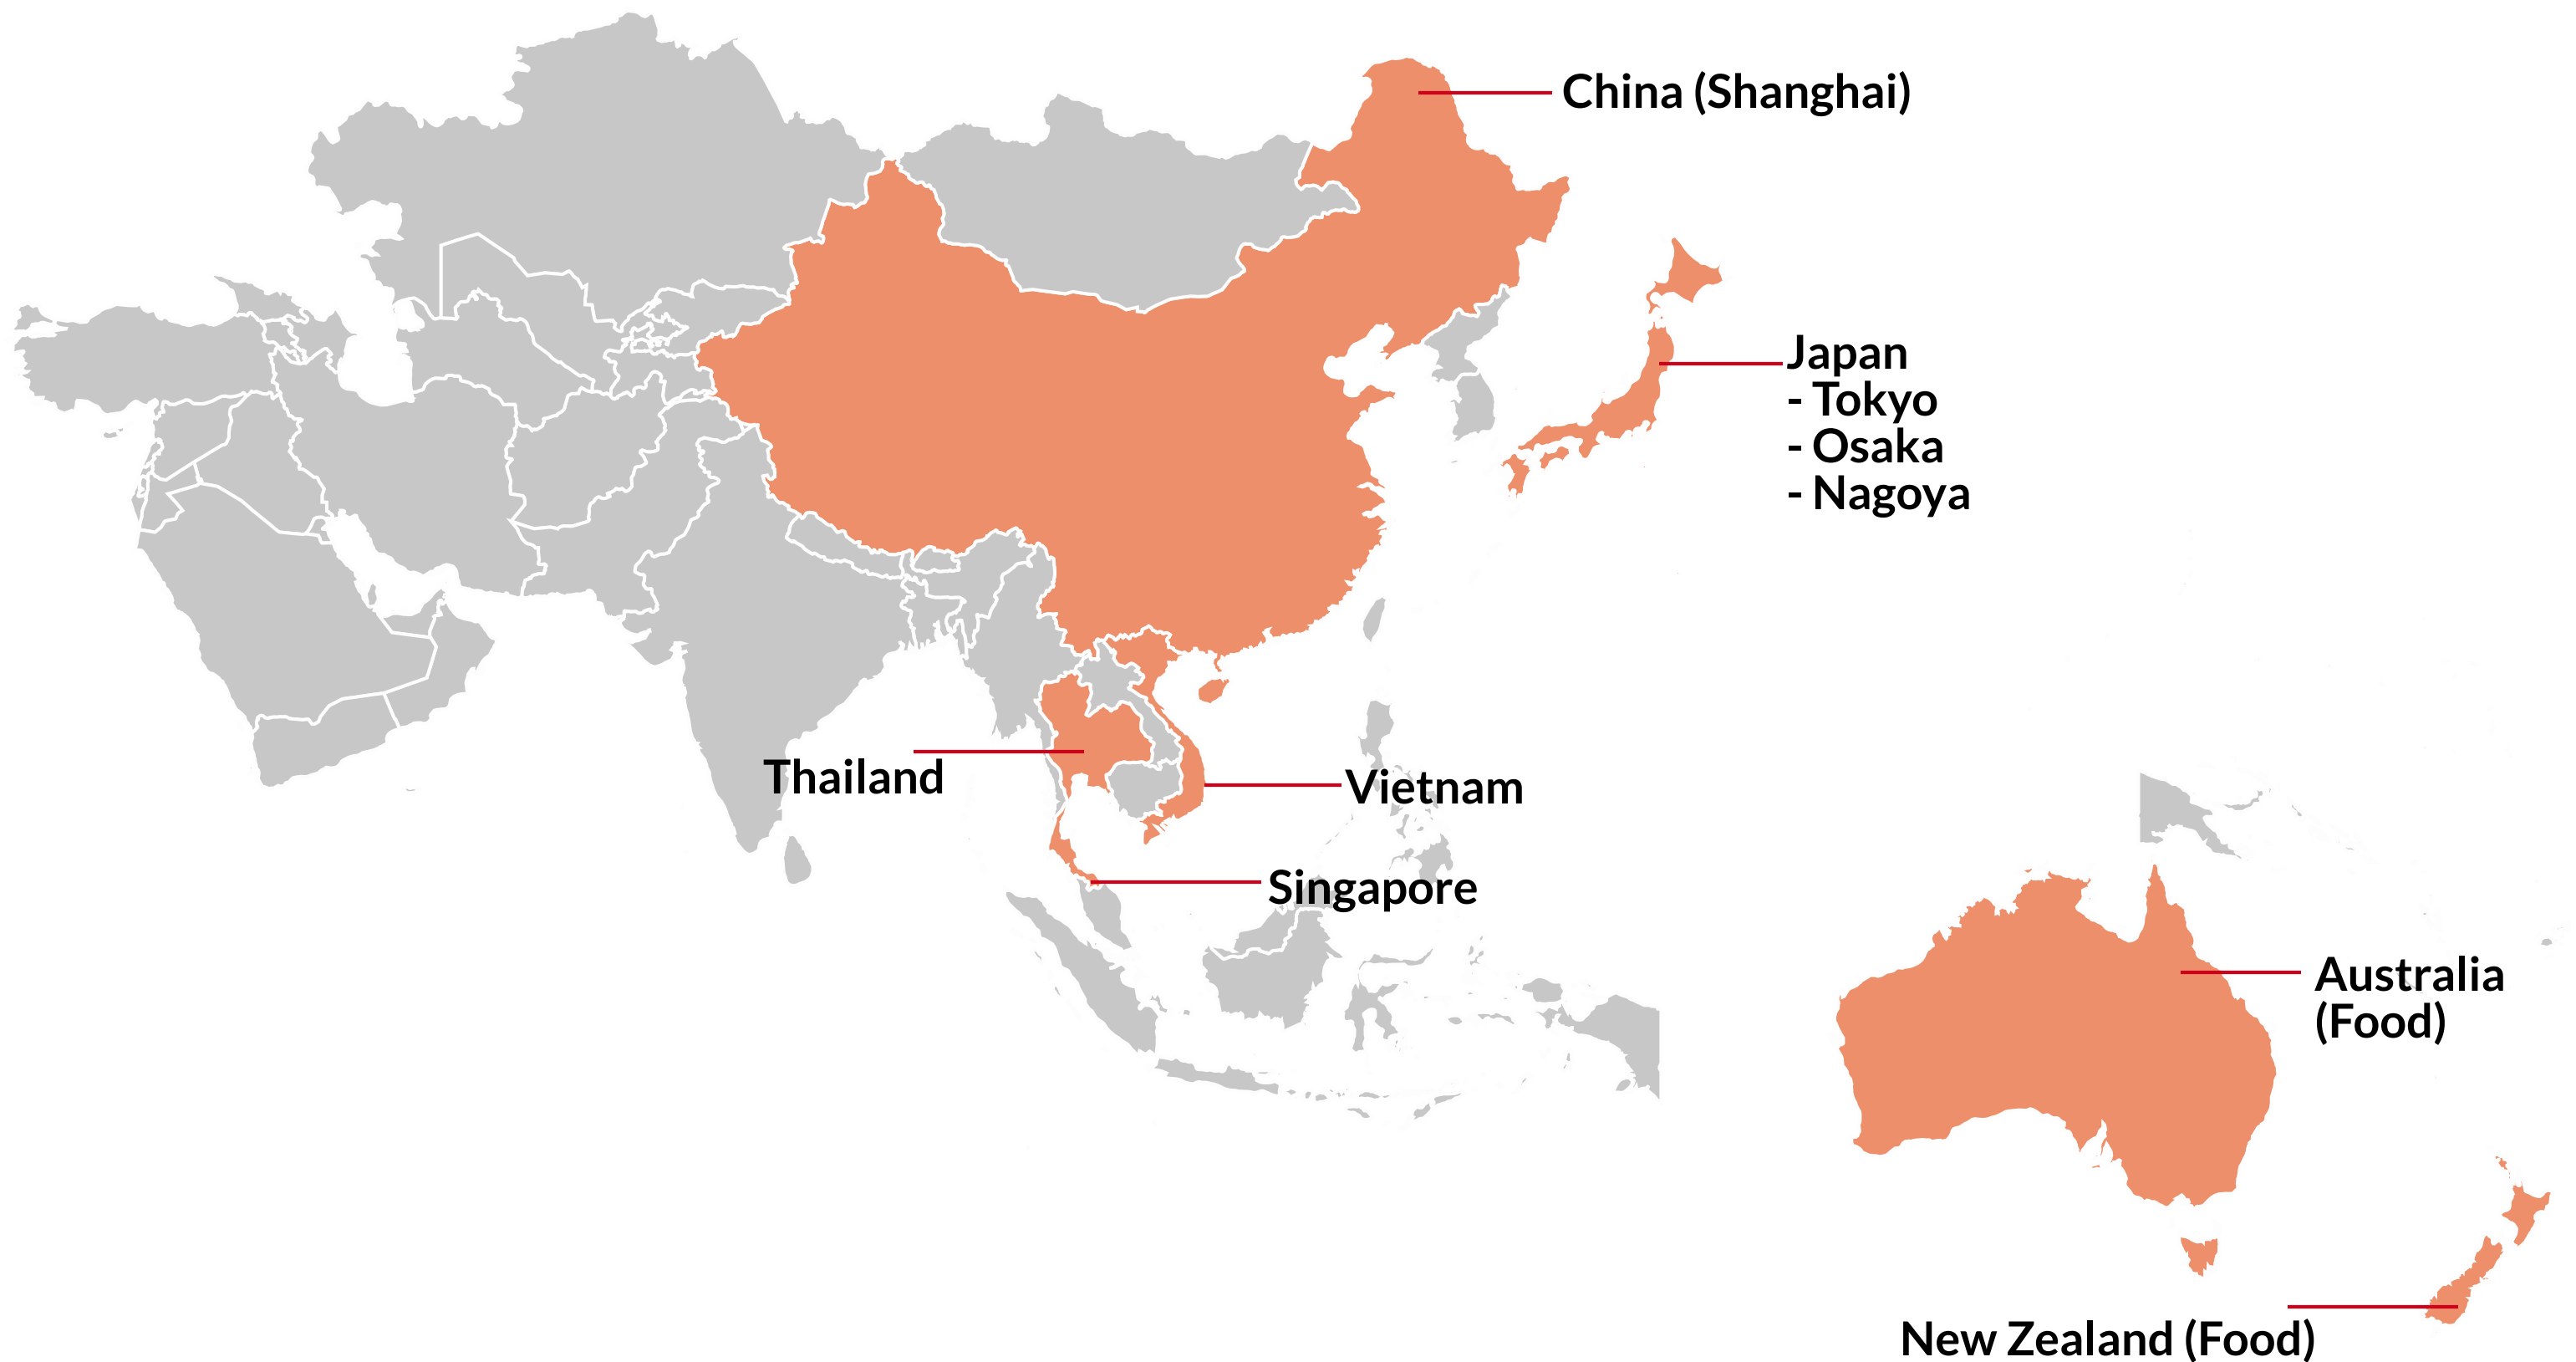 China (Shanghai)
Japan
- Tokyo
- Osaka
- Nagoya
Thailand
Vietnam
Singapore
Australia
(Food)
New Zealand (Food)